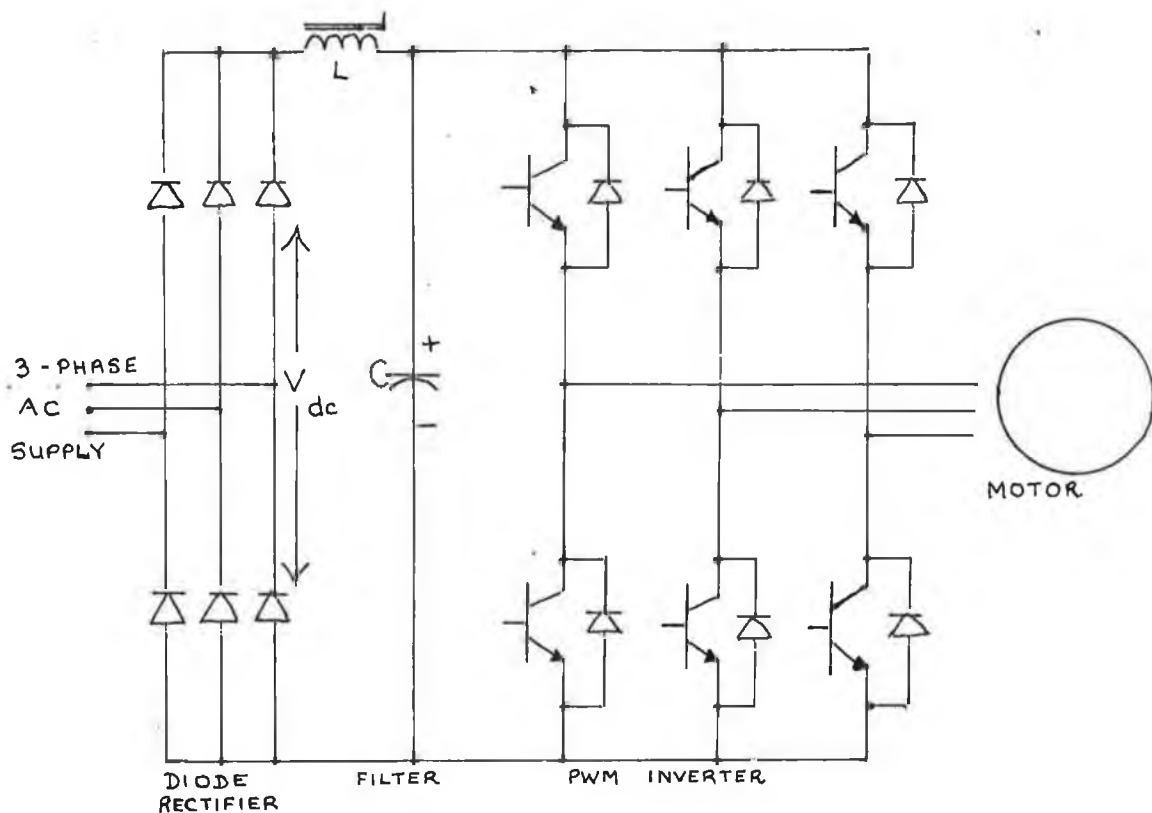 L
3-PHASE
AC
SUPPLY
V
dc
C
+
-
MOTOR
DIODE
RECTIFIER
FILTER
PWM INVERTER